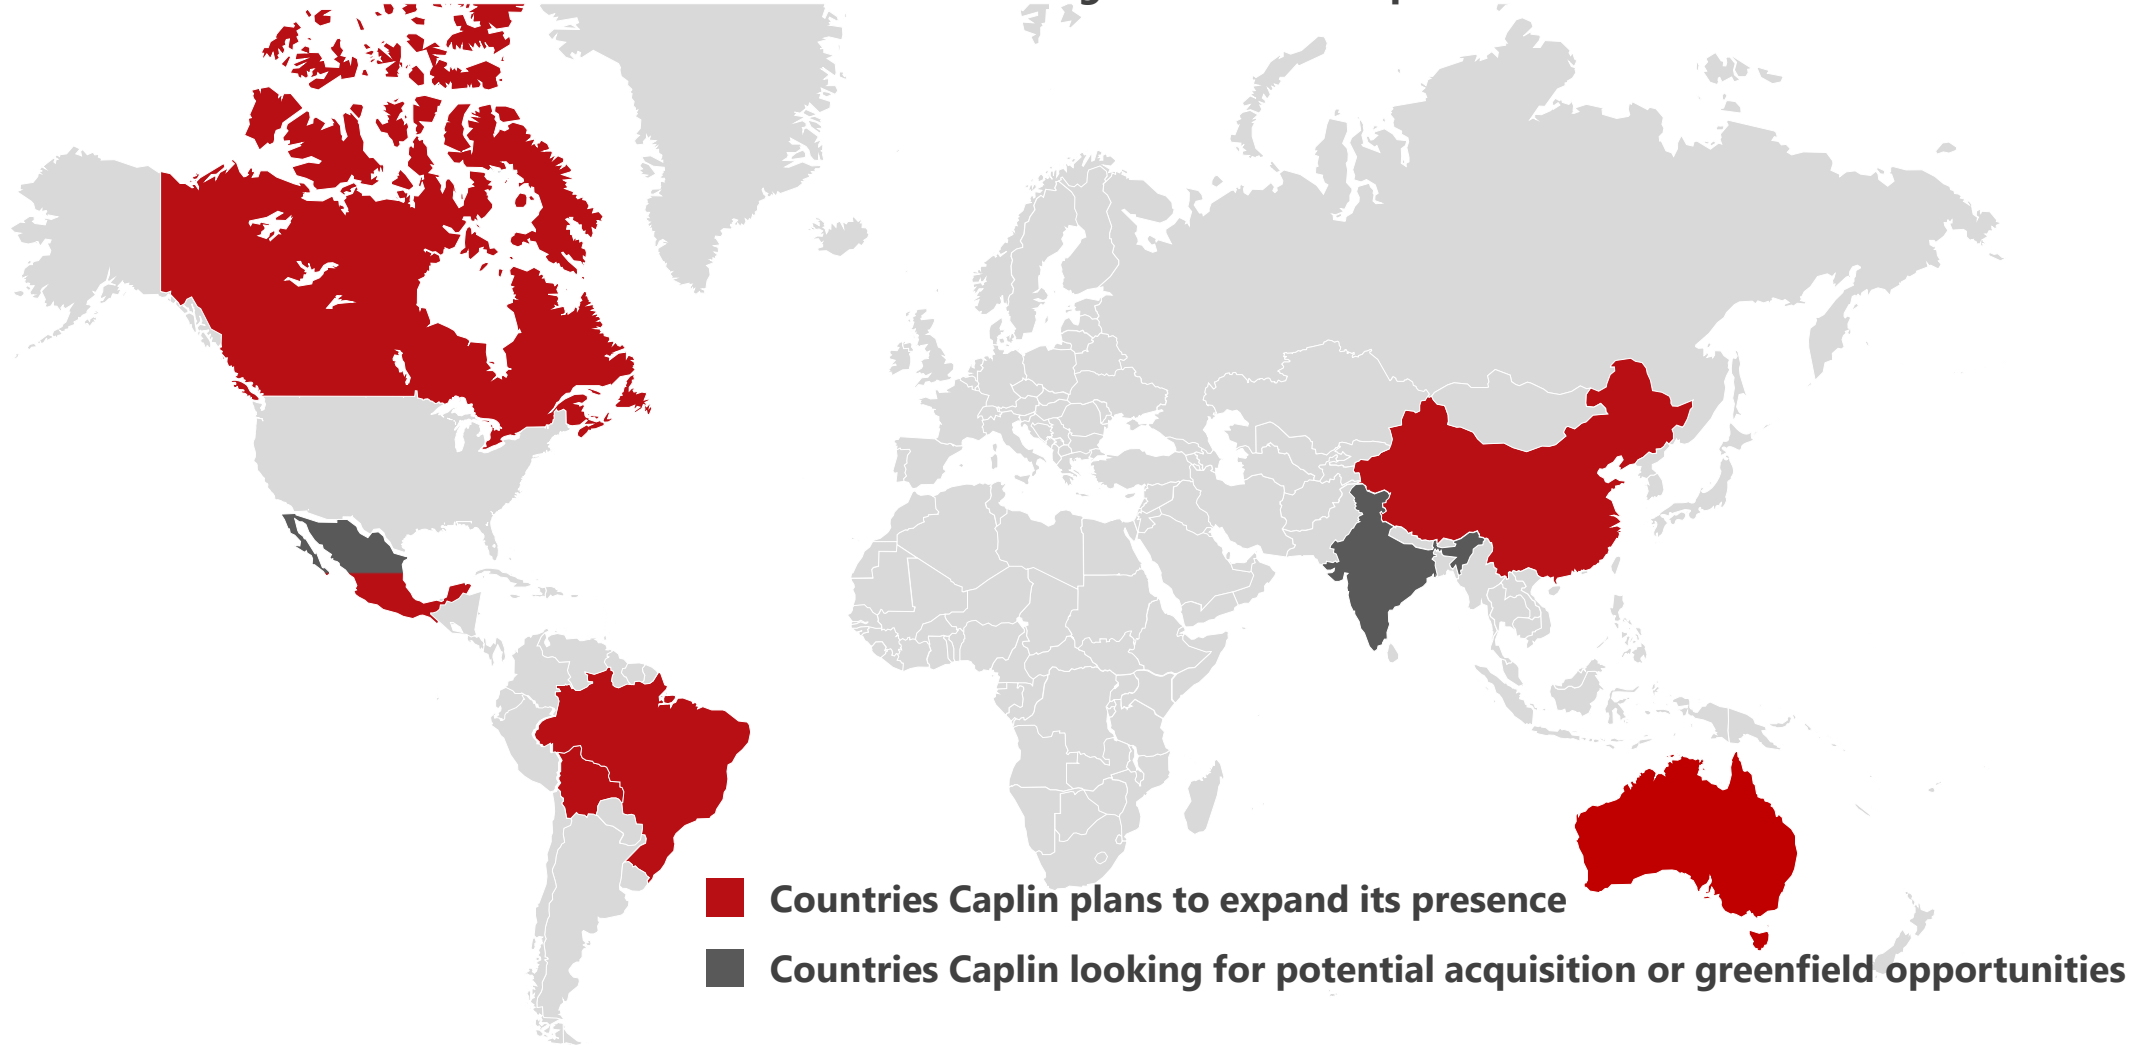 Countries Caplin plans to expand its presence
Countries Caplin looking for potential acquisition or greenfield opportunities